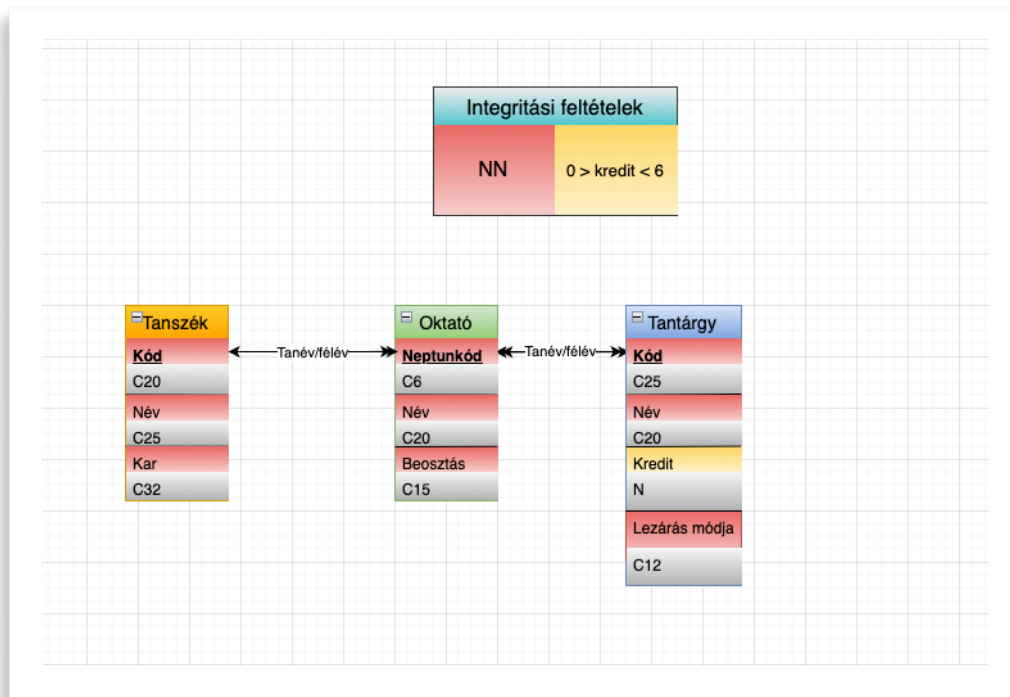 Integritási feltételek
NN
0 > kredit < 6
Tanszék
Kód
C20
Név
C25
Kar
C32
Tanév/félév
Oktató
Neptunkód
C6
Név
C20
Beosztás
C15
Tanév/félév
Tantárgy
Kód
C25
Név
C20
Kredit
N
Lezárás módja
C12